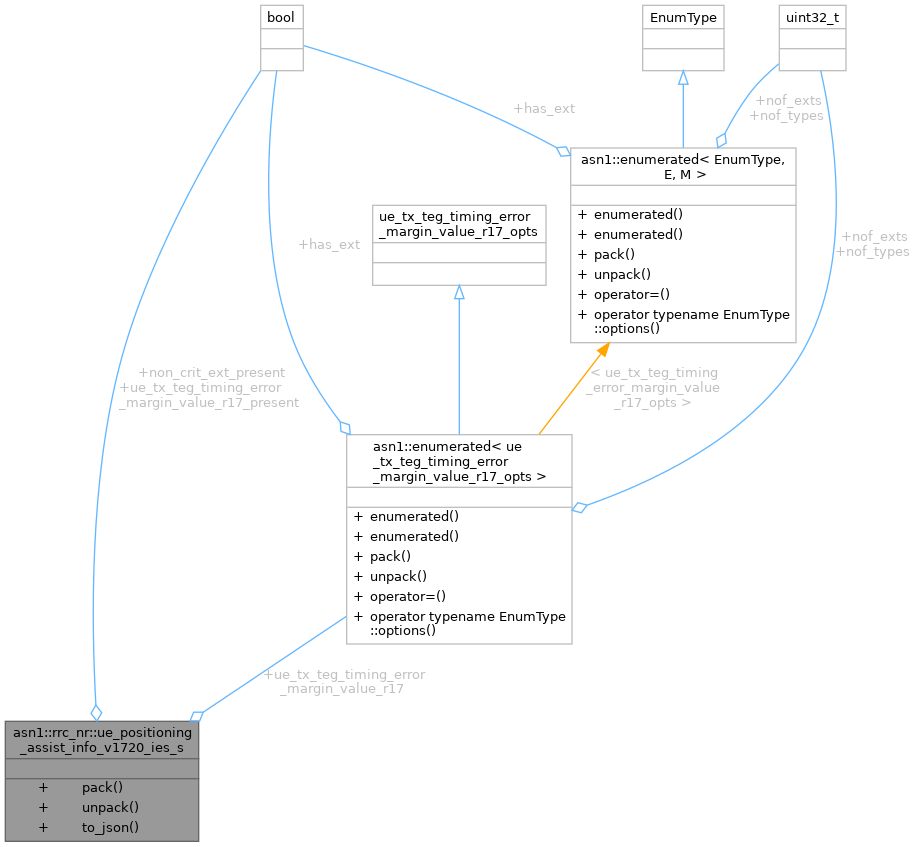 bool
EnumType
uint32_t
+has_ext
+nof_exts
+nof_types
asn1::enumerated< EnumType,
E, M >
+ enumerated()
+ enumerated()
+ pack()
+ unpack()
+ operator=()
+ operator typename EnumType
::options()
ue_tx_teg_timing_error
_margin_value_r17_opts
+has_ext
+nof_exts
+nof_types
+non_crit_ext_present
+ue_tx_teg_timing_error
_margin_value_r17_present
< ue_tx_teg_timing
_error_margin_value
_r17_opts >
asn1::enumerated< ue
_tx_teg_timing_error
_margin_value_r17_opts >
+ enumerated()
+ enumerated()
+ pack()
+ unpack()
+ operator=()
+ operator typename EnumType
::options()
+ue_tx_teg_timing_error
_margin_value_r17
asn1::rrc_nr::ue_positioning
_assist_info_v1720_ies_s
+ pack()
+ unpack()
+ to_json()